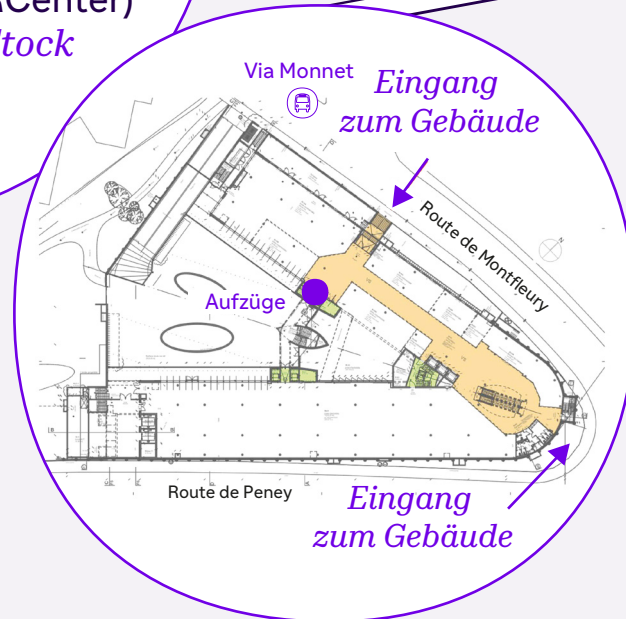 Center)
tock
Via Monnet
Eingang
zum Gebäude
Route de Montfleury
N
Aufzüge
Route de Peney
Eingang
zum Gebäude